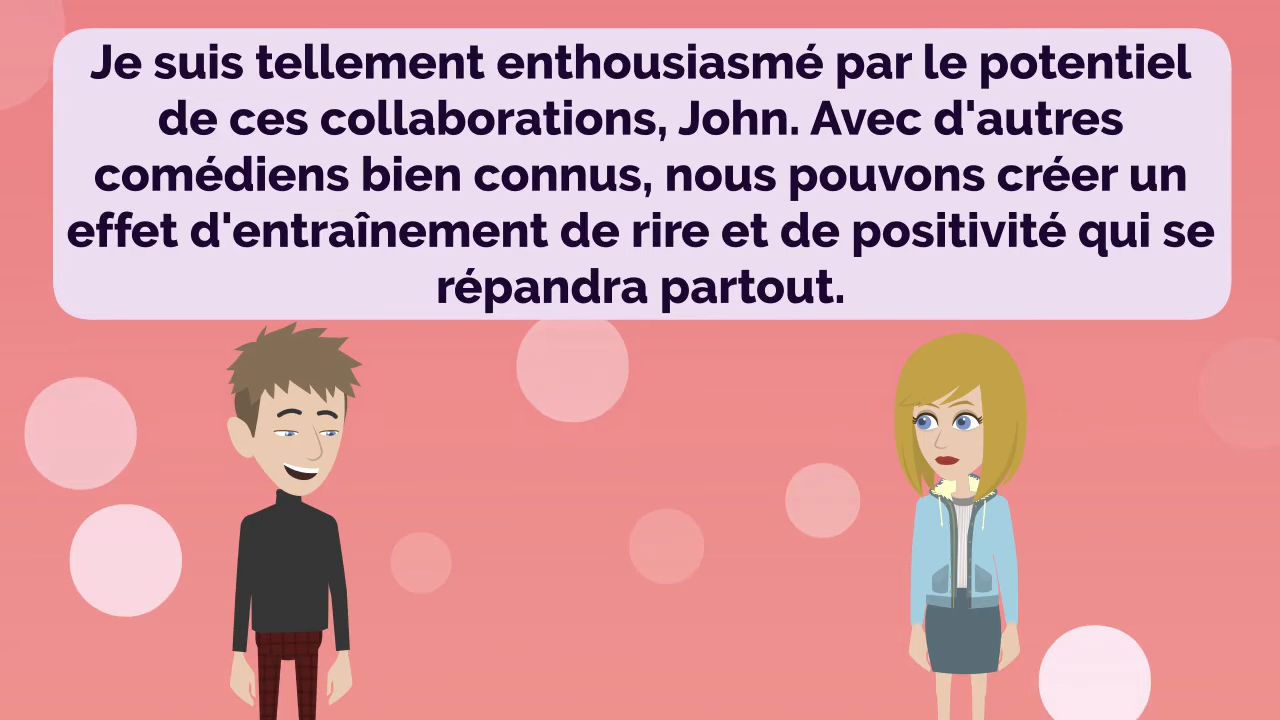 Je suis tellement enthousiasmé par le potentiel
de ces collaborations, John. Avec d'autres
comédiens bien connus, nous pouvons créer un
effet d'entraînement de rire et de positivité qui se
répandra partout.